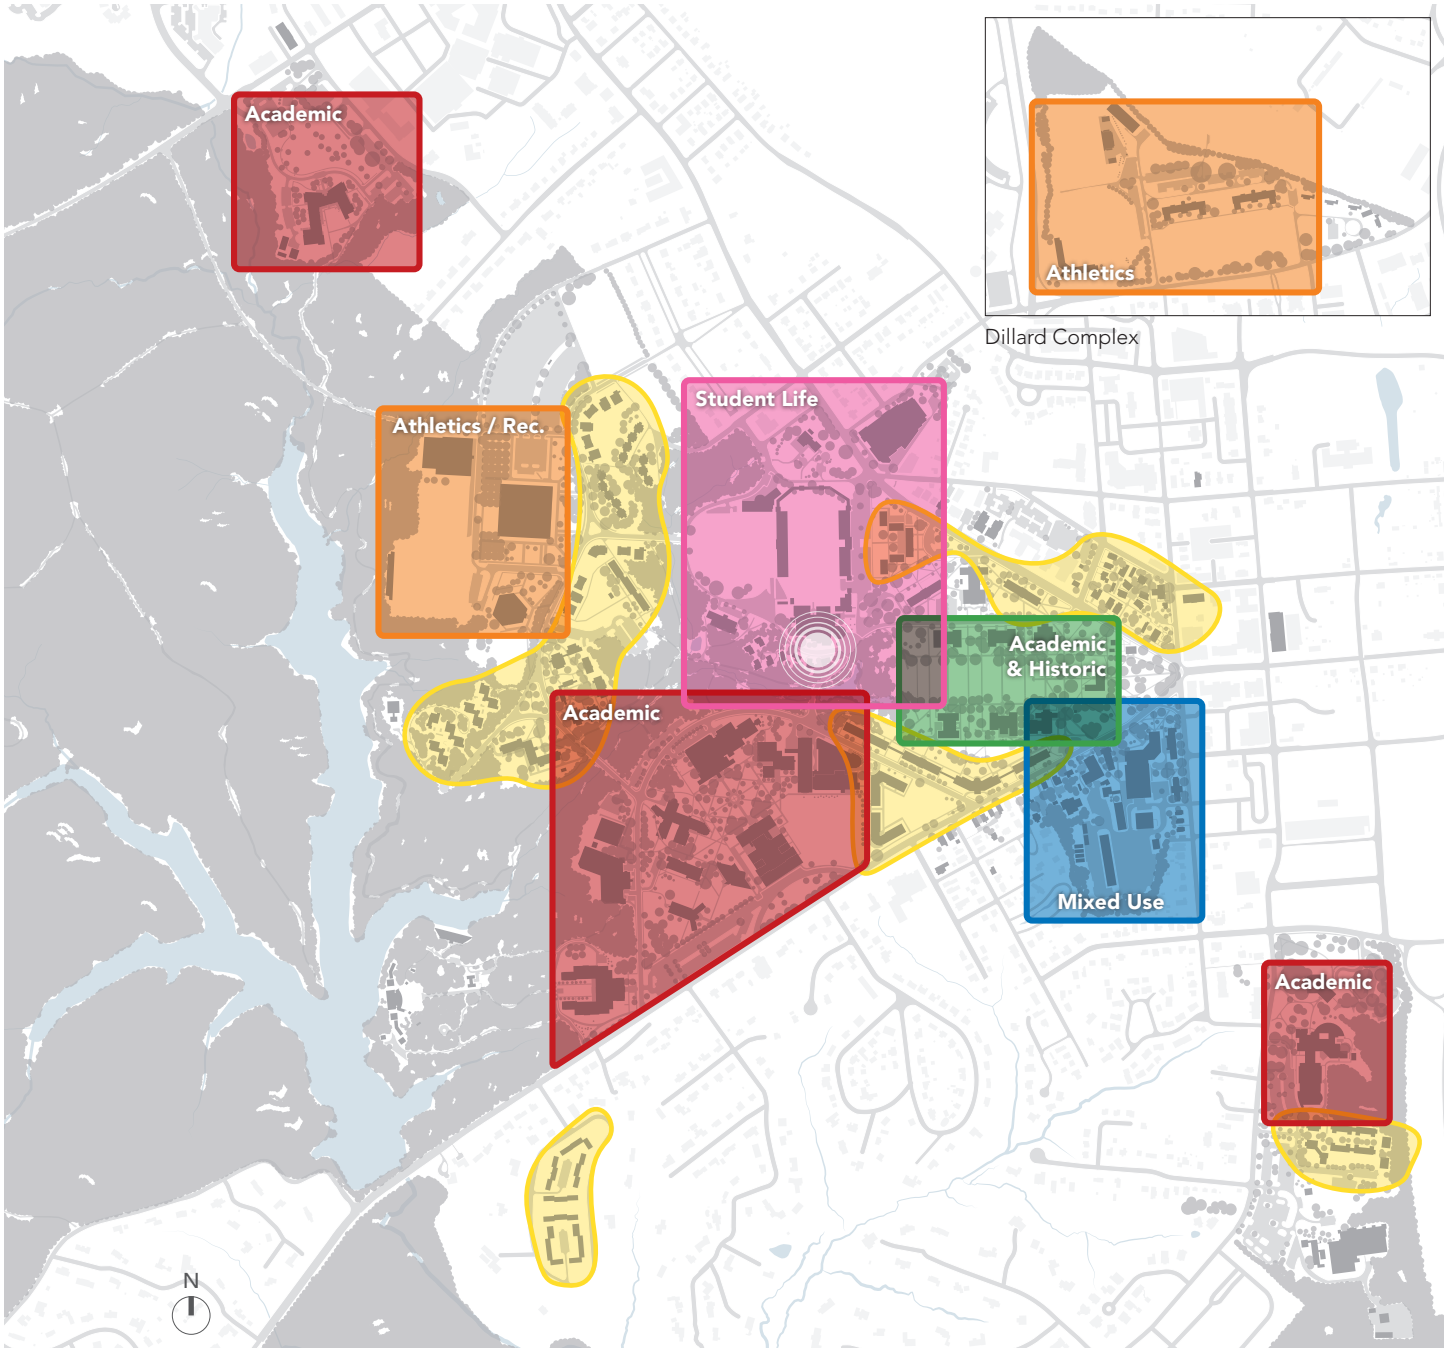 Academic
Athletics
Dillard Complex
Student Life
Athletics / Rec.
Academic
& Historic
Academic
Mixed Use
Academic
N